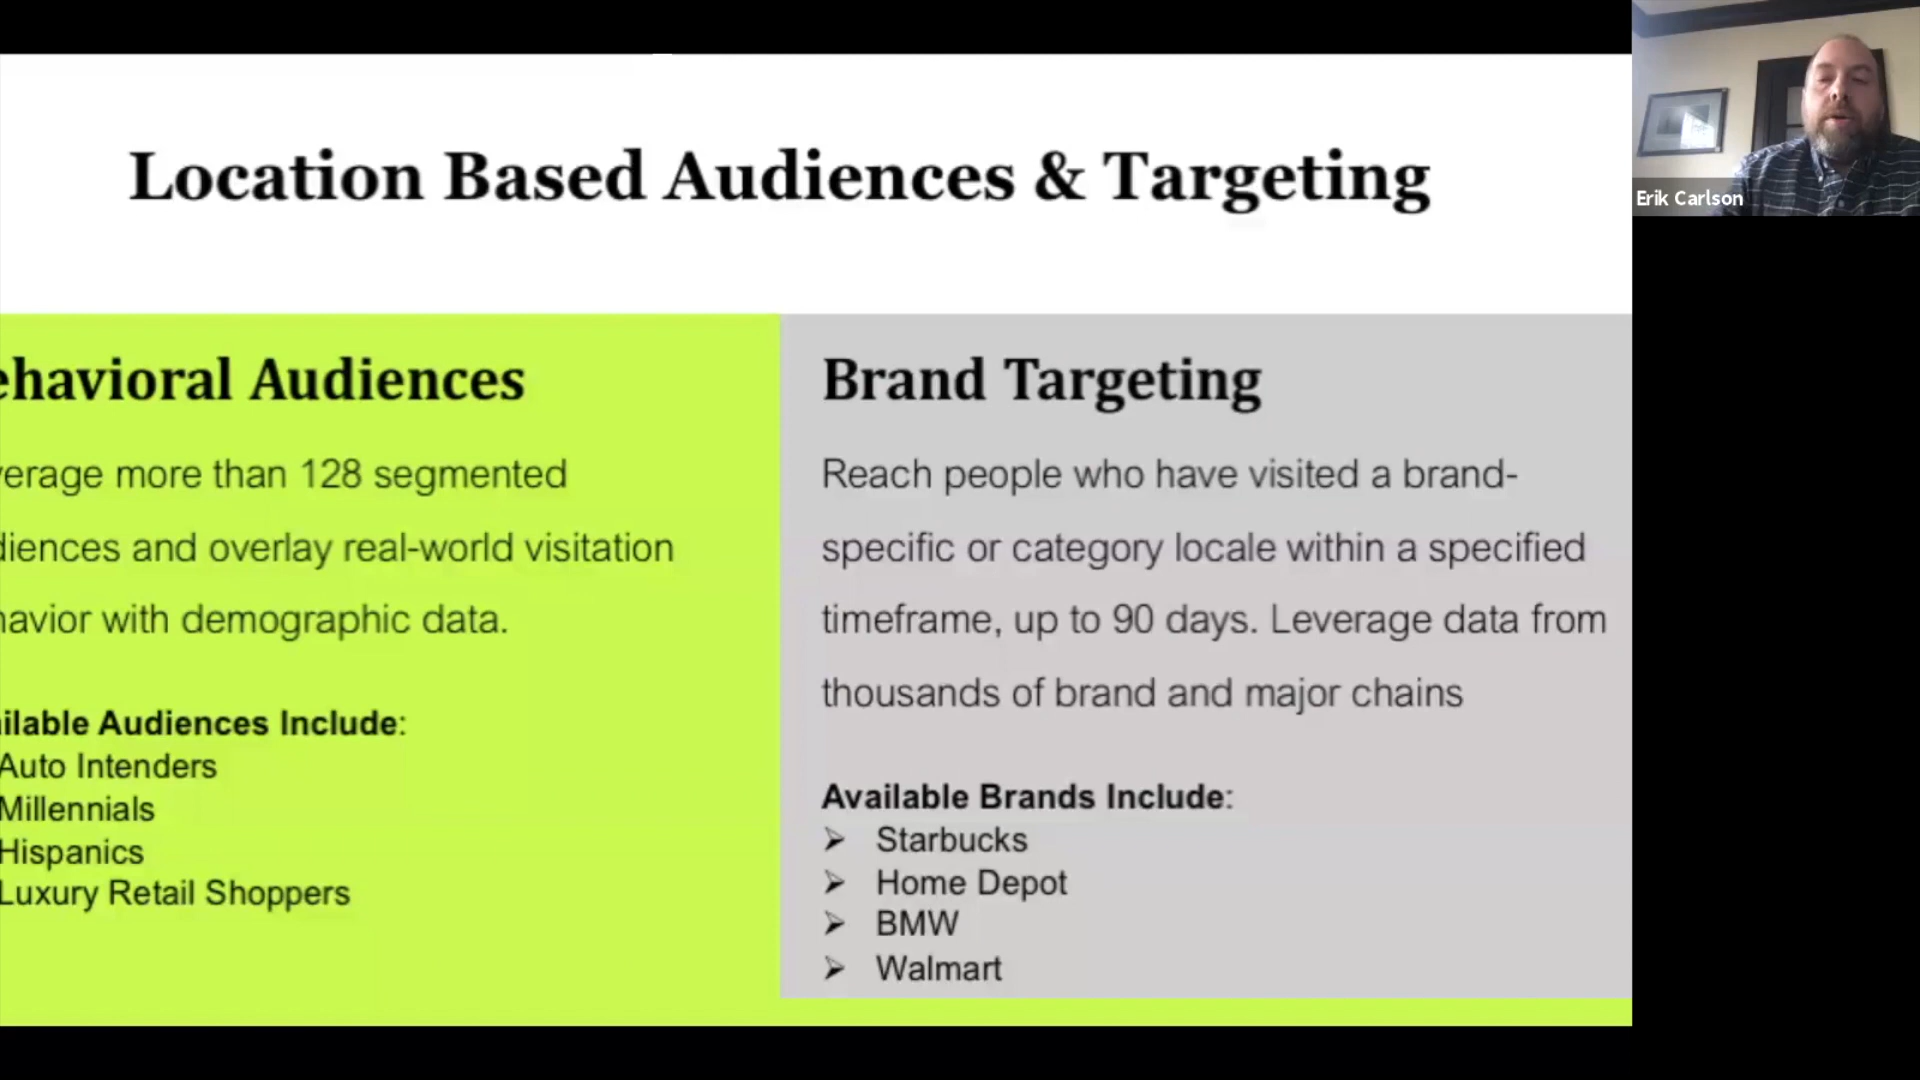 Location Based Audiences & Targeting
Erik Carlson
ehavioral Audiences
verage more than 128 segmented
diences and overlay real-world visitation
havior with demographic data.
ilable Audiences Include:
Auto Intenders
Millennials
Hispanics
Luxury Retail Shoppers
Brand Targeting
Reach people who have visited a brand-
specific or category locale within a specified
timeframe, up to 90 days. Leverage data from
thousands of brand and major chains
Available Brands Include:
➢ Starbucks
➢ Home Depot
➢ BMW
➢ Walmart